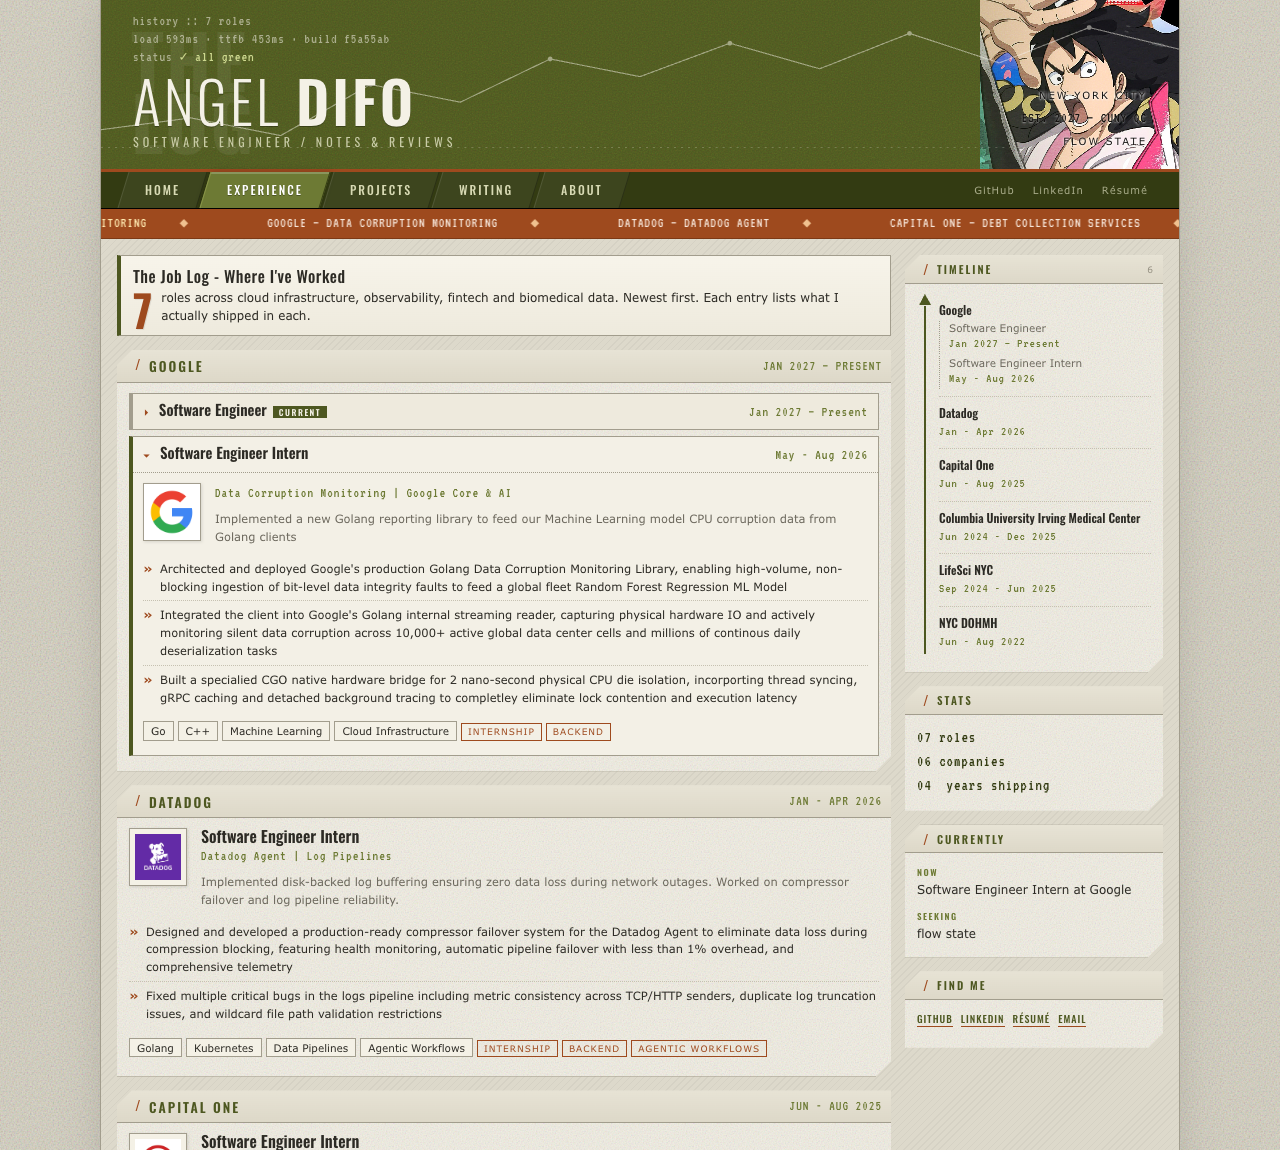 history :: 7 roles
load 593ms · ttfb 453ms · build f5a55ab
status ✓ all green
ANGEL DIFO
SOFTWARE ENGINEER / NOTES & REVIEWS
NEW YORK CITY
EST. 2027 — CUNY
FLOW STATE
HOME
EXPERIENCE
PROJECTS
WRITING
ABOUT
GitHub
LinkedIn
Résumé
ITORING ◆ GOOGLE – DATA CORRUPTION MONITORING ◆ DATADOG – DATADOG AGENT ◆ CAPITAL ONE – DEBT COLLECTION SERVICES ◆
The Job Log - Where I've Worked
7 roles across cloud infrastructure, observability, fintech and biomedical data. Newest first. Each entry lists what I
actually shipped in each.
/ GOOGLE
JAN 2027 – PRESENT
Software Engineer CURRENT
Jan 2027 – Present
Software Engineer Intern
May - Aug 2026
Data Corruption Monitoring | Google Core & AI
Implemented a new Golang reporting library to feed our Machine Learning model CPU corruption data from
Golang clients
» Architected and deployed Google's production Golang Data Corruption Monitoring Library, enabling high-volume, non-
blocking ingestion of bit-level data integrity faults to feed a global fleet Random Forest Regression ML Model
» Integrated the client into Google's Golang internal streaming reader, capturing physical hardware IO and actively
monitoring silent data corruption across 10,000+ active global data center cells and millions of continous daily
deserialization tasks
» Built a specialied CGO native hardware bridge for 2 nano-second physical CPU die isolation, incorporting thread syncing,
gRPC caching and detached background tracing to completley eliminate lock contention and execution latency
Go
C++
Machine Learning
Cloud Infrastructure
INTERNSHIP
BACKEND
/ DATADOG
JAN - APR 2026
DATADOG
Software Engineer Intern
Datadog Agent | Log Pipelines
Implemented disk-backed log buffering ensuring zero data loss during network outages. Worked on compressor
failover and log pipeline reliability.
» Designed and developed a production-ready compressor failover system for the Datadog Agent to eliminate data loss during
compression blocking, featuring health monitoring, automatic pipeline failover with less than 1% overhead, and
comprehensive telemetry
» Fixed multiple critical bugs in the logs pipeline including metric consistency across TCP/HTTP senders, duplicate log truncation
issues, and wildcard file path validation restrictions
Golang
Kubernetes
Data Pipelines
Agentic Workflows
INTERNSHIP
BACKEND
AGENTIC WORKFLOWS
/ CAPITAL ONE
JUN - AUG 2025
Software Engineer Intern
/ TIMELINE
6
Google
Software Engineer
Jan 2027 – Present
Software Engineer Intern
May - Aug 2026
Datadog
Jan - Apr 2026
Capital One
Jun - Aug 2025
Columbia University Irving Medical Center
Jun 2024 - Dec 2025
LifeSci NYC
Sep 2024 - Jun 2025
NYC DOHMH
Jun - Aug 2022
/ STATS
07 roles
06 companies
04 years shipping
/ CURRENTLY
NOW
Software Engineer Intern at Google
SEEKING
flow state
/ FIND ME
GITHUB
LINKEDIN
RÉSUMÉ
EMAIL